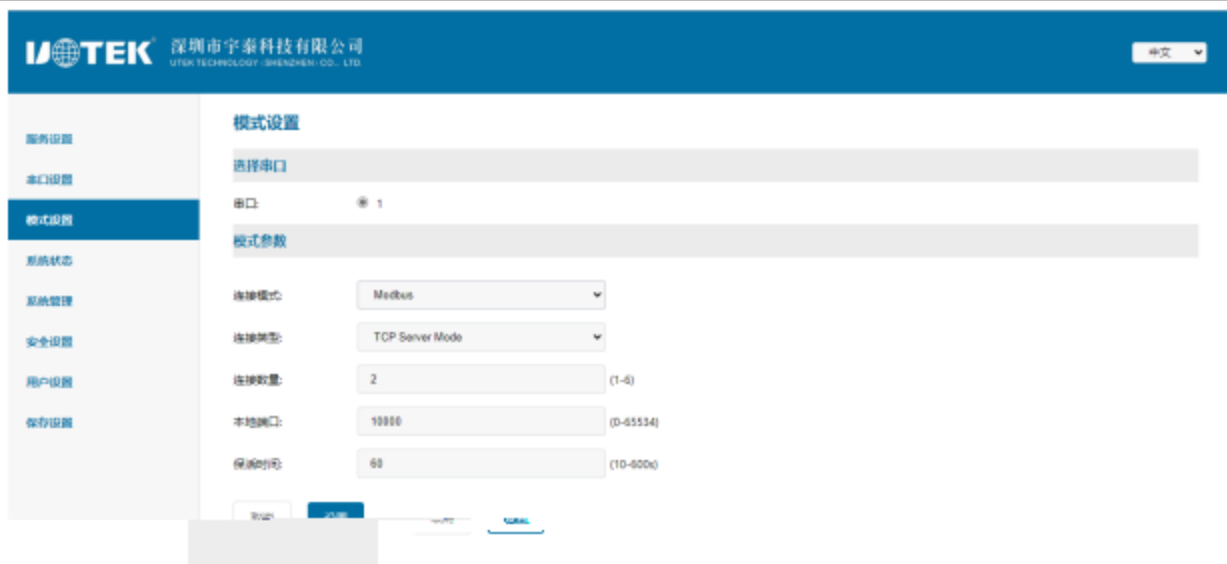 UOTEK 深圳市宇泰科技有限公司
UTEK TECHNOLOGY (SHENZHEN) CO., LTD.
中文
服务设置
串口设置
模式设置
系统状态
系统管理
安全设置
用户设置
保存设置
模式设置
选择串口
串口: 1
模式参数
连接模式: Modbus
连接类型: TCP Server Mode
连接数量: 2 (1-6)
本地端口: 10000 (0-65534)
保活时间: 60 (10-600s)
取消 设置